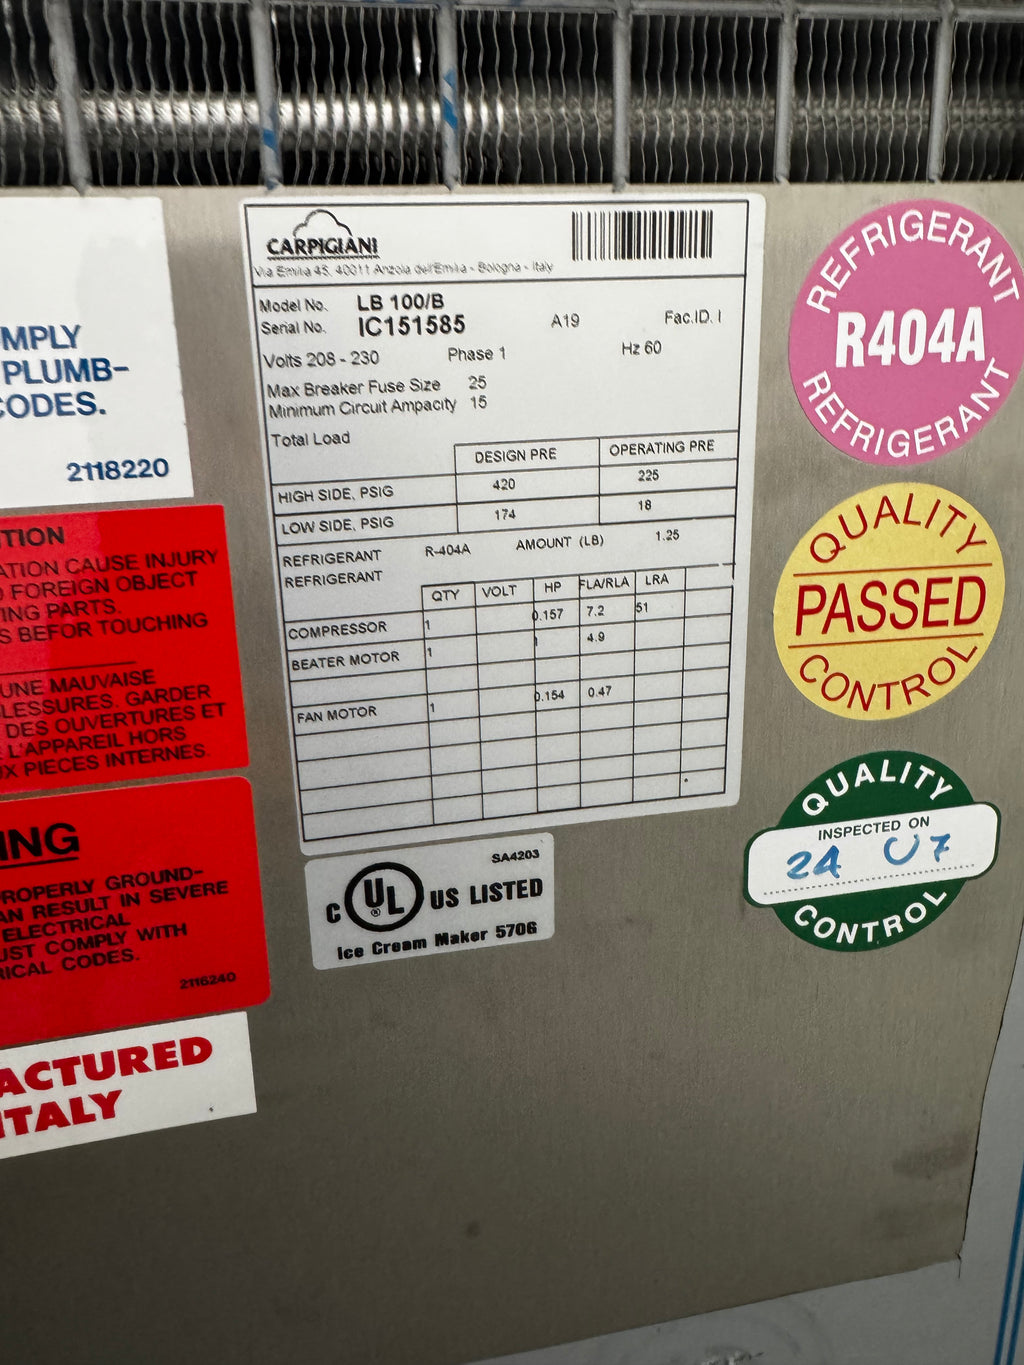 MPLY
PLUMB-
CODES.
2118220
TION
ATION CAUSE INJURY
FOREIGN OBJECT
ING PARTS.
S BEFOR TOUCHING
UNE MAUVAISE
LESSURES. GARDER
DES OUVERTURES ET
L'APPAREIL HORS
UX PIECES INTERNES.
ING
ROPERLY GROUND-
AN RESULT IN SEVERE
ELECTRICAL
UST COMPLY WITH
RICAL CODES.
2116240
ACTURED
ITALY
CARPIGIANI
Via Emilia 45, 40011 Anzola dell'Emilia - Bologna - Italy
Model No. LB 100/B
Serial No. IC151585 A19 Fac.ID. I
Volts 208 - 230 Phase 1 Hz 60
Max Breaker Fuse Size 25
Minimum Circuit Ampacity 15
Total Load
DESIGN PRE OPERATING PRE
HIGH SIDE, PSIG 420 225
LOW SIDE, PSIG 174 18
REFRIGERANT R-404A AMOUNT (LB) 1.25
REFRIGERANT
QTY VOLT HP FLA/RLA LRA
COMPRESSOR 1 0.157 7.2 51
BEATER MOTOR 1 1 4.9
FAN MOTOR 1 0.154 0.47
SA4203
C UL ® US LISTED
Ice Cream Maker 570G
REFRIGERANT
R404A
REFRIGERANT
QUALITY
PASSED
CONTROL
QUALITY
INSPECTED ON
24 07
CONTROL